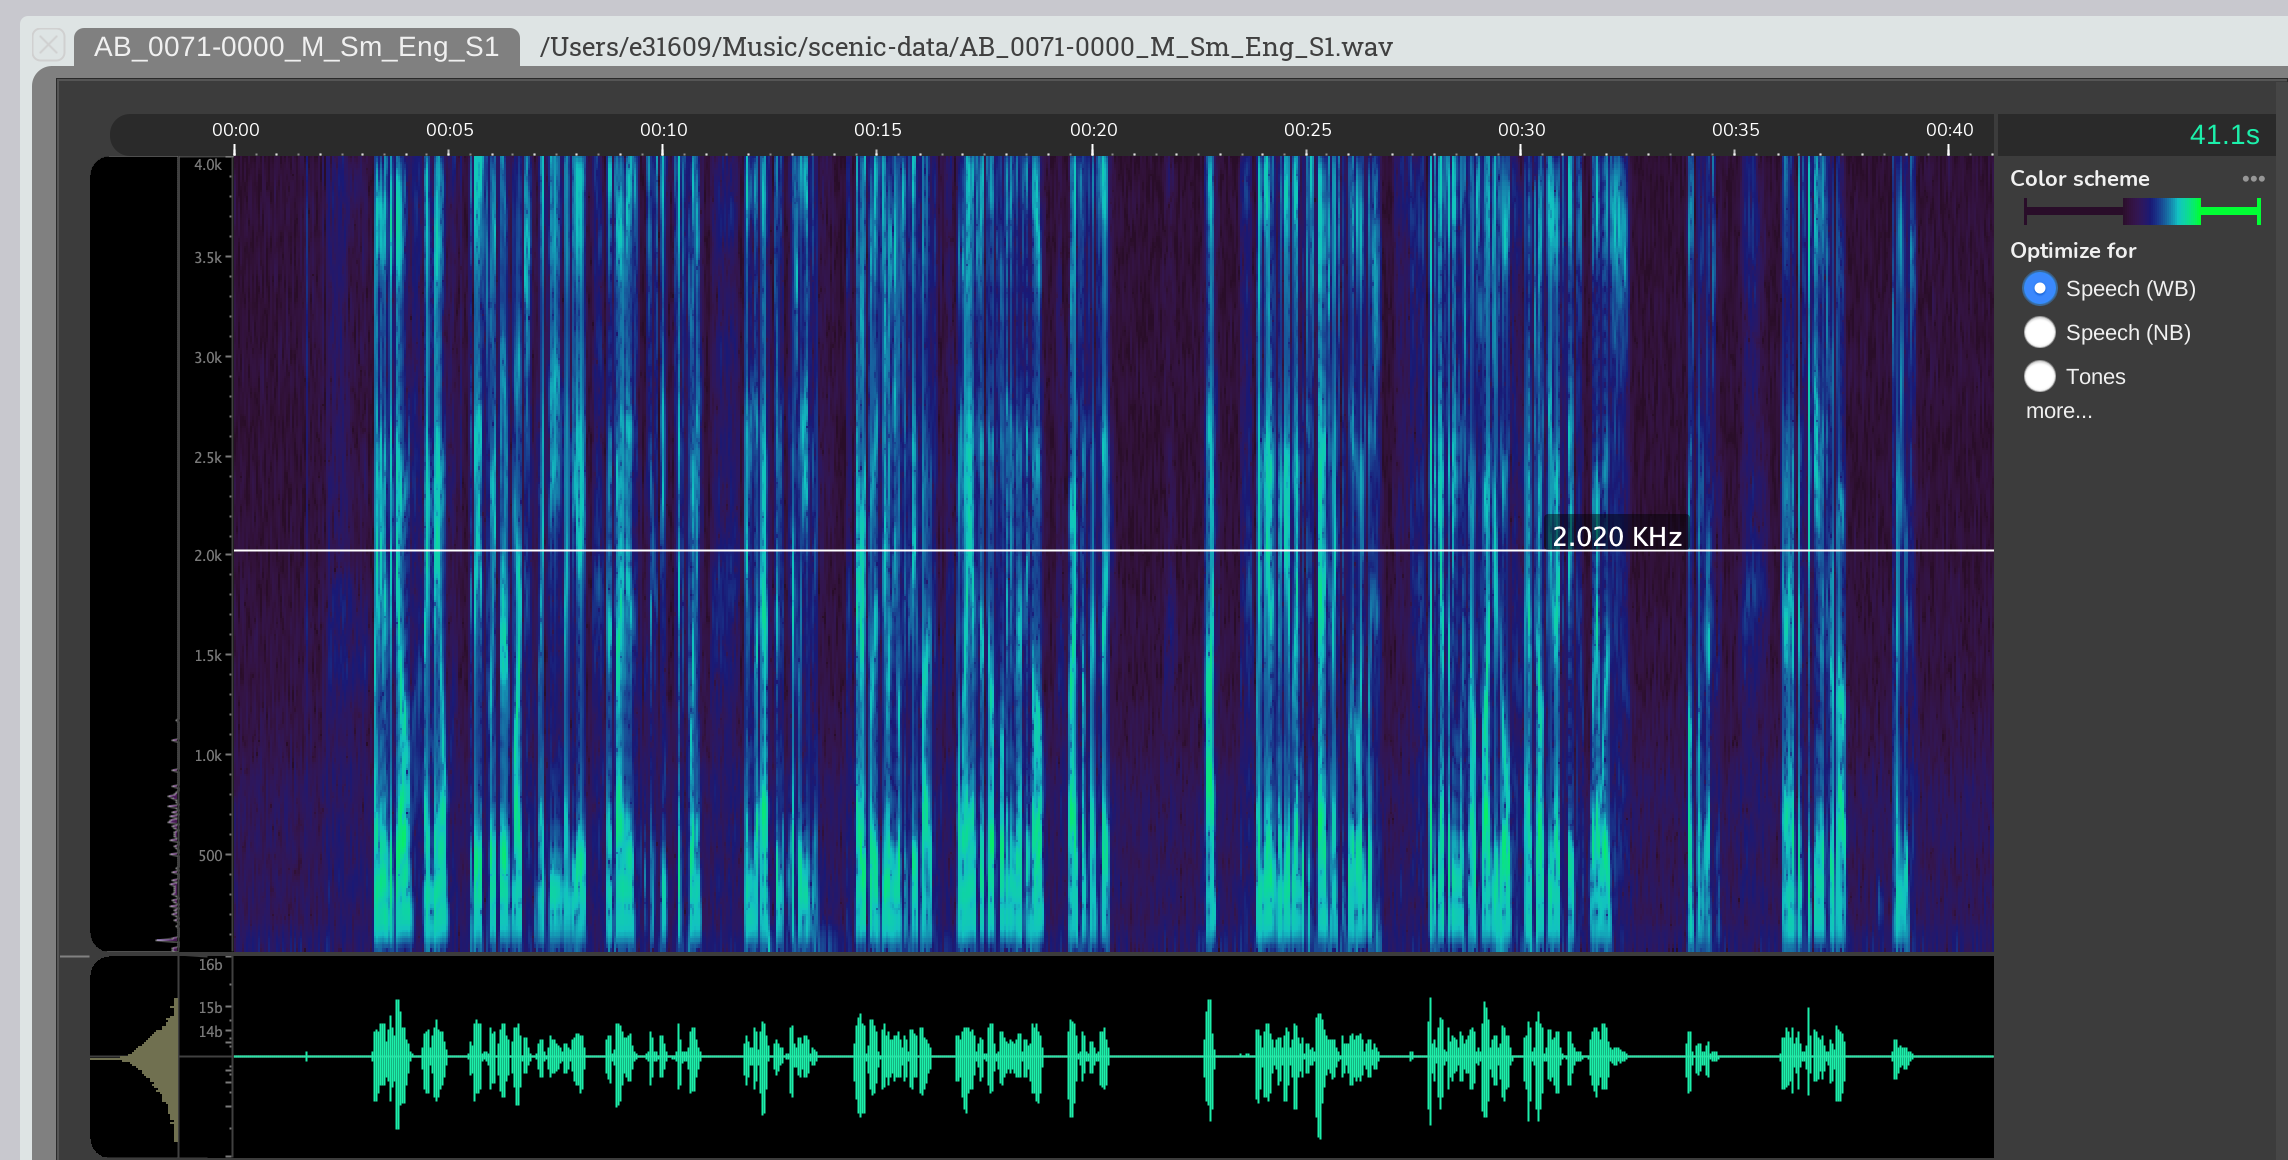 AB_0071-0000_M_Sm_Eng_S1 /Users/e31609/Music/scenic-data/AB_0071-0000_M_Sm_Eng_S1.wav
00:00 00:05 00:10 00:15 00:20 00:25 00:30 00:35 00:40 41.1s
4.0k
Color scheme •••
3.5k
Optimize for
Speech (WB)
Speech (NB)
3.0k
Tones
more...
2.5k
2.020 KHz
2.0k
1.5k
1.0k
500
16b
15b
14b